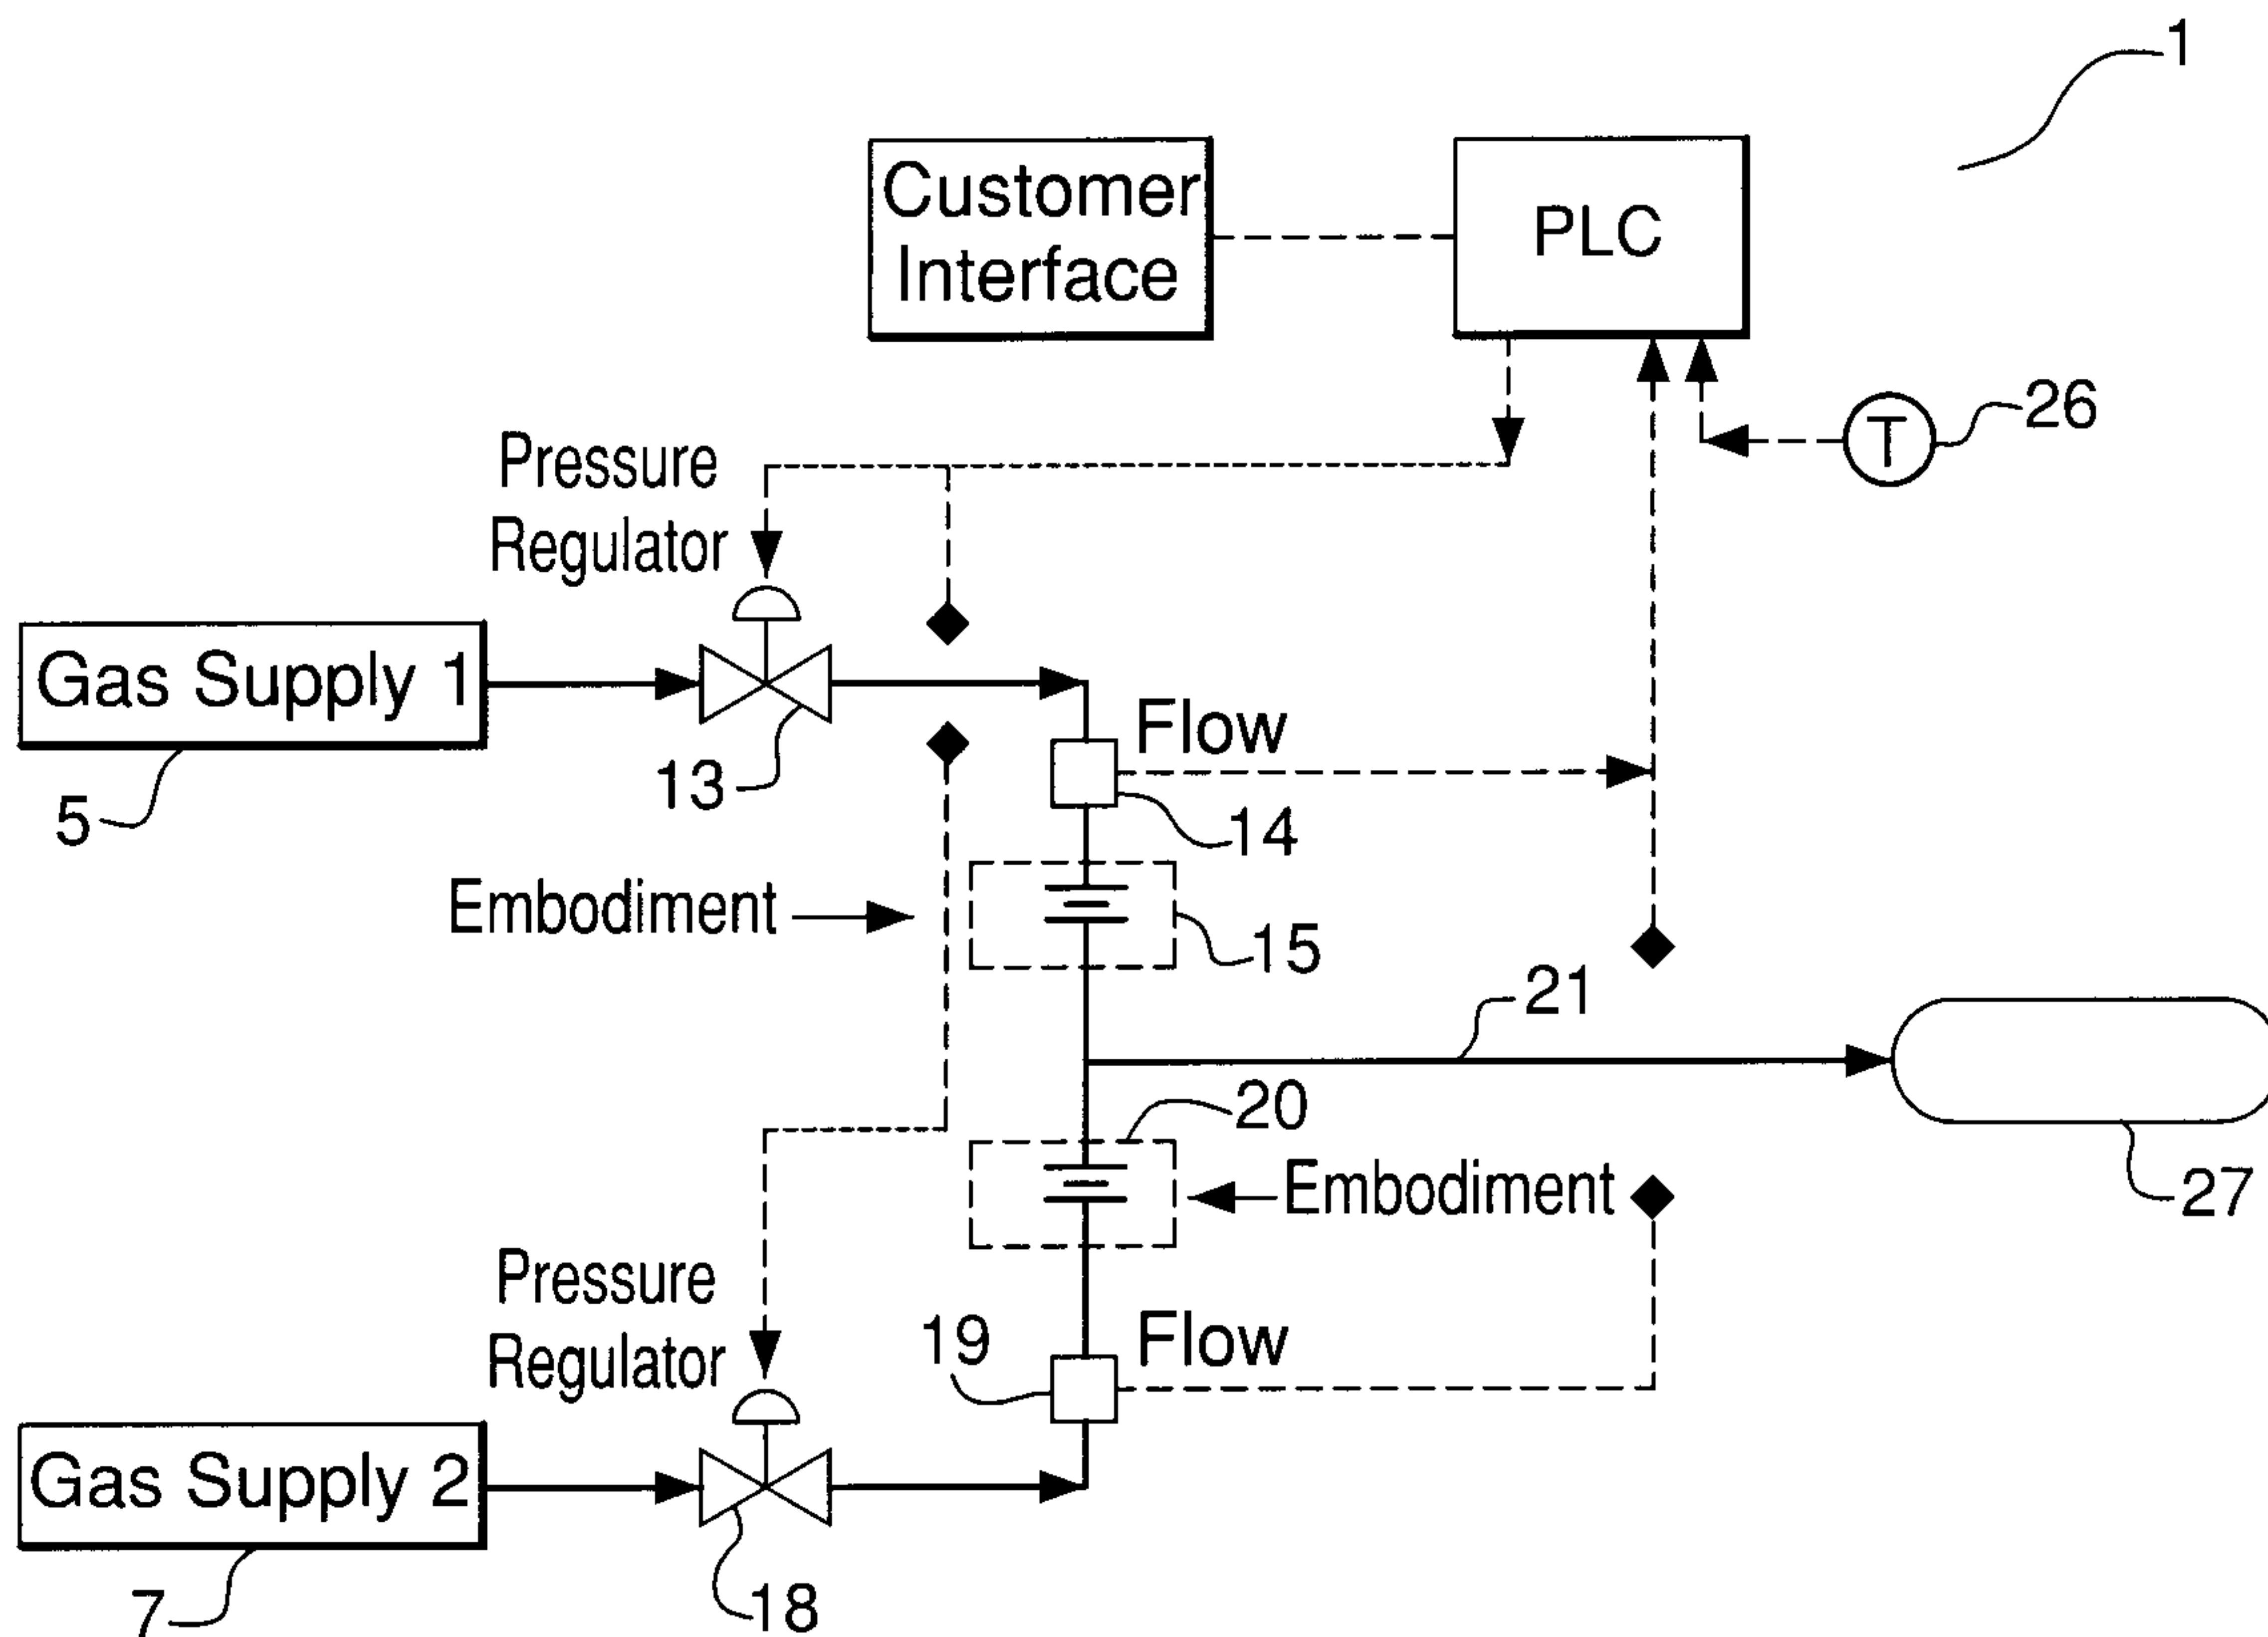 1
Customer
Interface
PLC
26
T
Pressure
Regulator
Gas Supply 1
Flow
13
5
14
Embodiment
15
21
20
Embodiment
27
Pressure
Regulator
19
Flow
Gas Supply 2
18
7